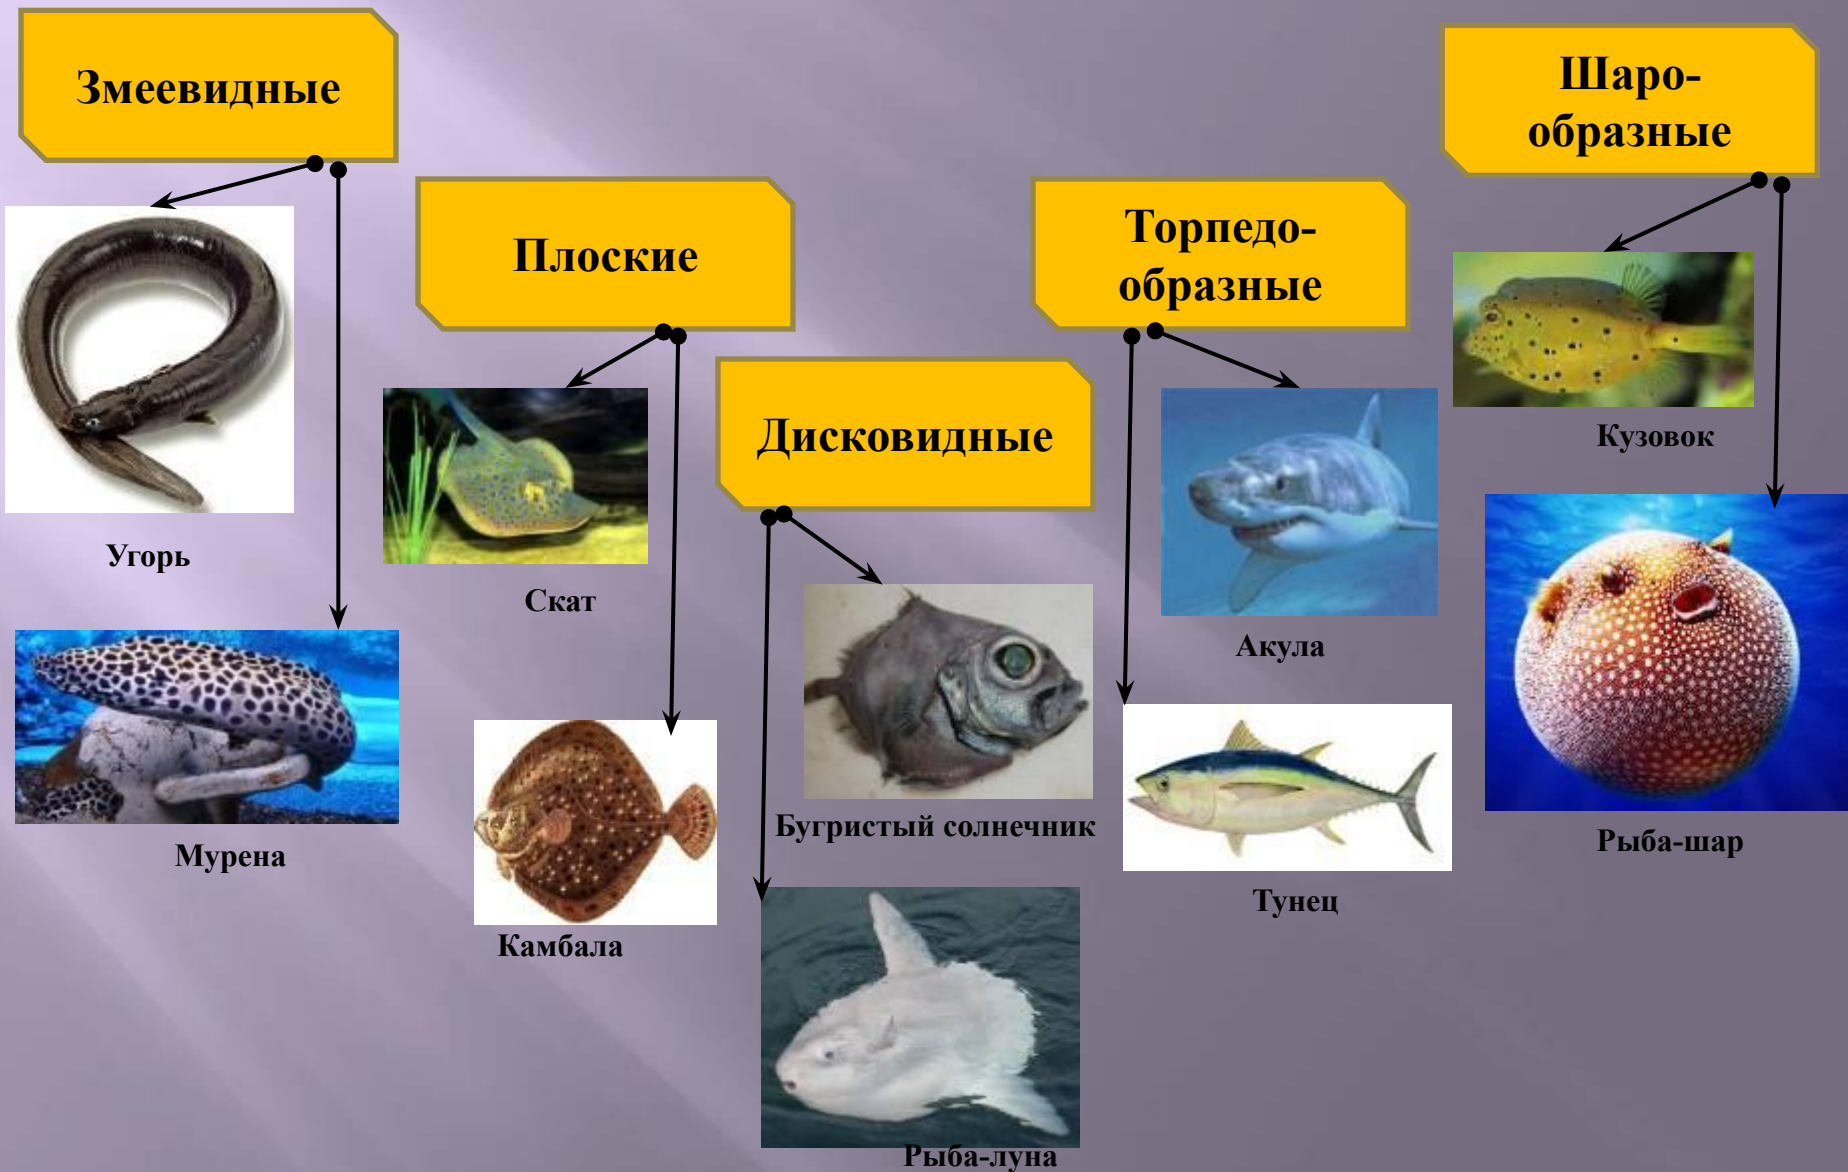 Змеевидные
Угорь
Мурена
Плоские
Скат
Камбала
Дисковидные
Бугристый солнечник
Рыба-луна
Торпедо-
образные
Акула
Тунец
Шаро-
образные
Кузовок
Рыба-шар